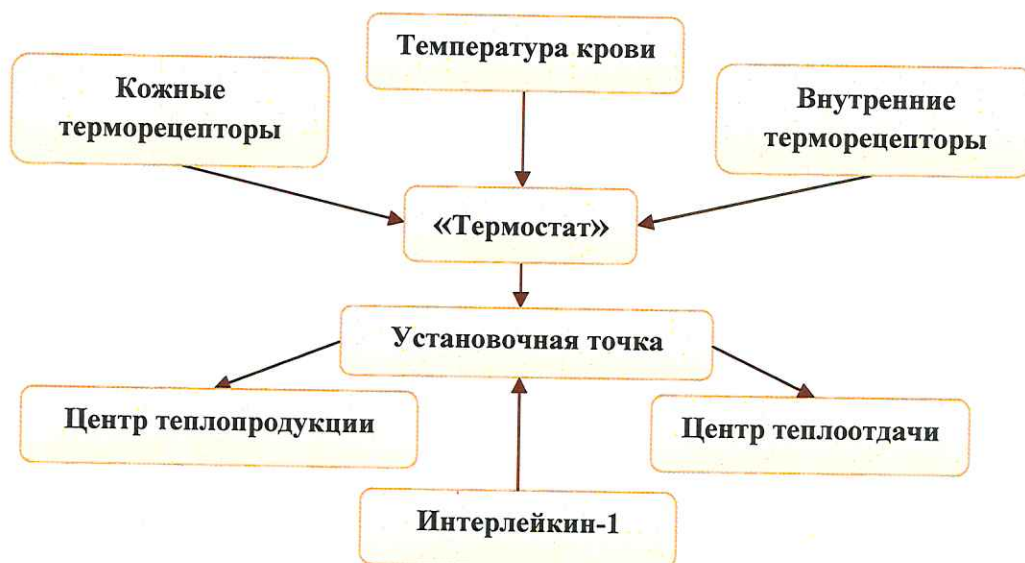 Температура крови
Кожные
терморецепторы
Внутренние
терморецепторы
«Термостат»
Установочная точка
Центр теплопродукции
Центр теплоотдачи
Интерлейкин-1